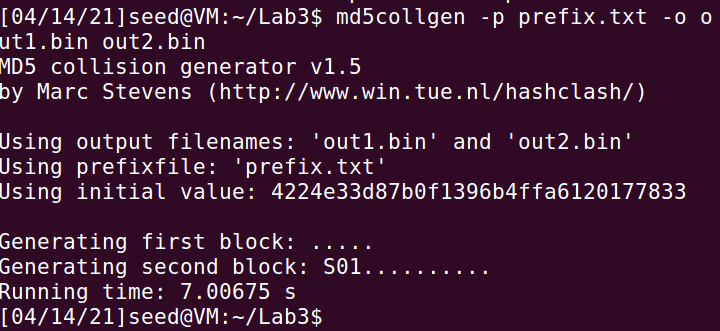 [04/14/21]seed@VM:~/Lab3$ md5collgen -p prefix.txt -o o
ut1.bin out2.bin
MD5 collision generator v1.5
by Marc Stevens (http://www.win.tue.nl/hashclash/)
Using output filenames: 'out1.bin' and 'out2.bin'
Using prefixfile: 'prefix.txt'
Using initial value: 4224e33d87b0f1396b4ffa6120177833
Generating first block: .....
Generating second block: S01..........
Running time: 7.00675 s
[04/14/21]seed@VM:~/Lab3$